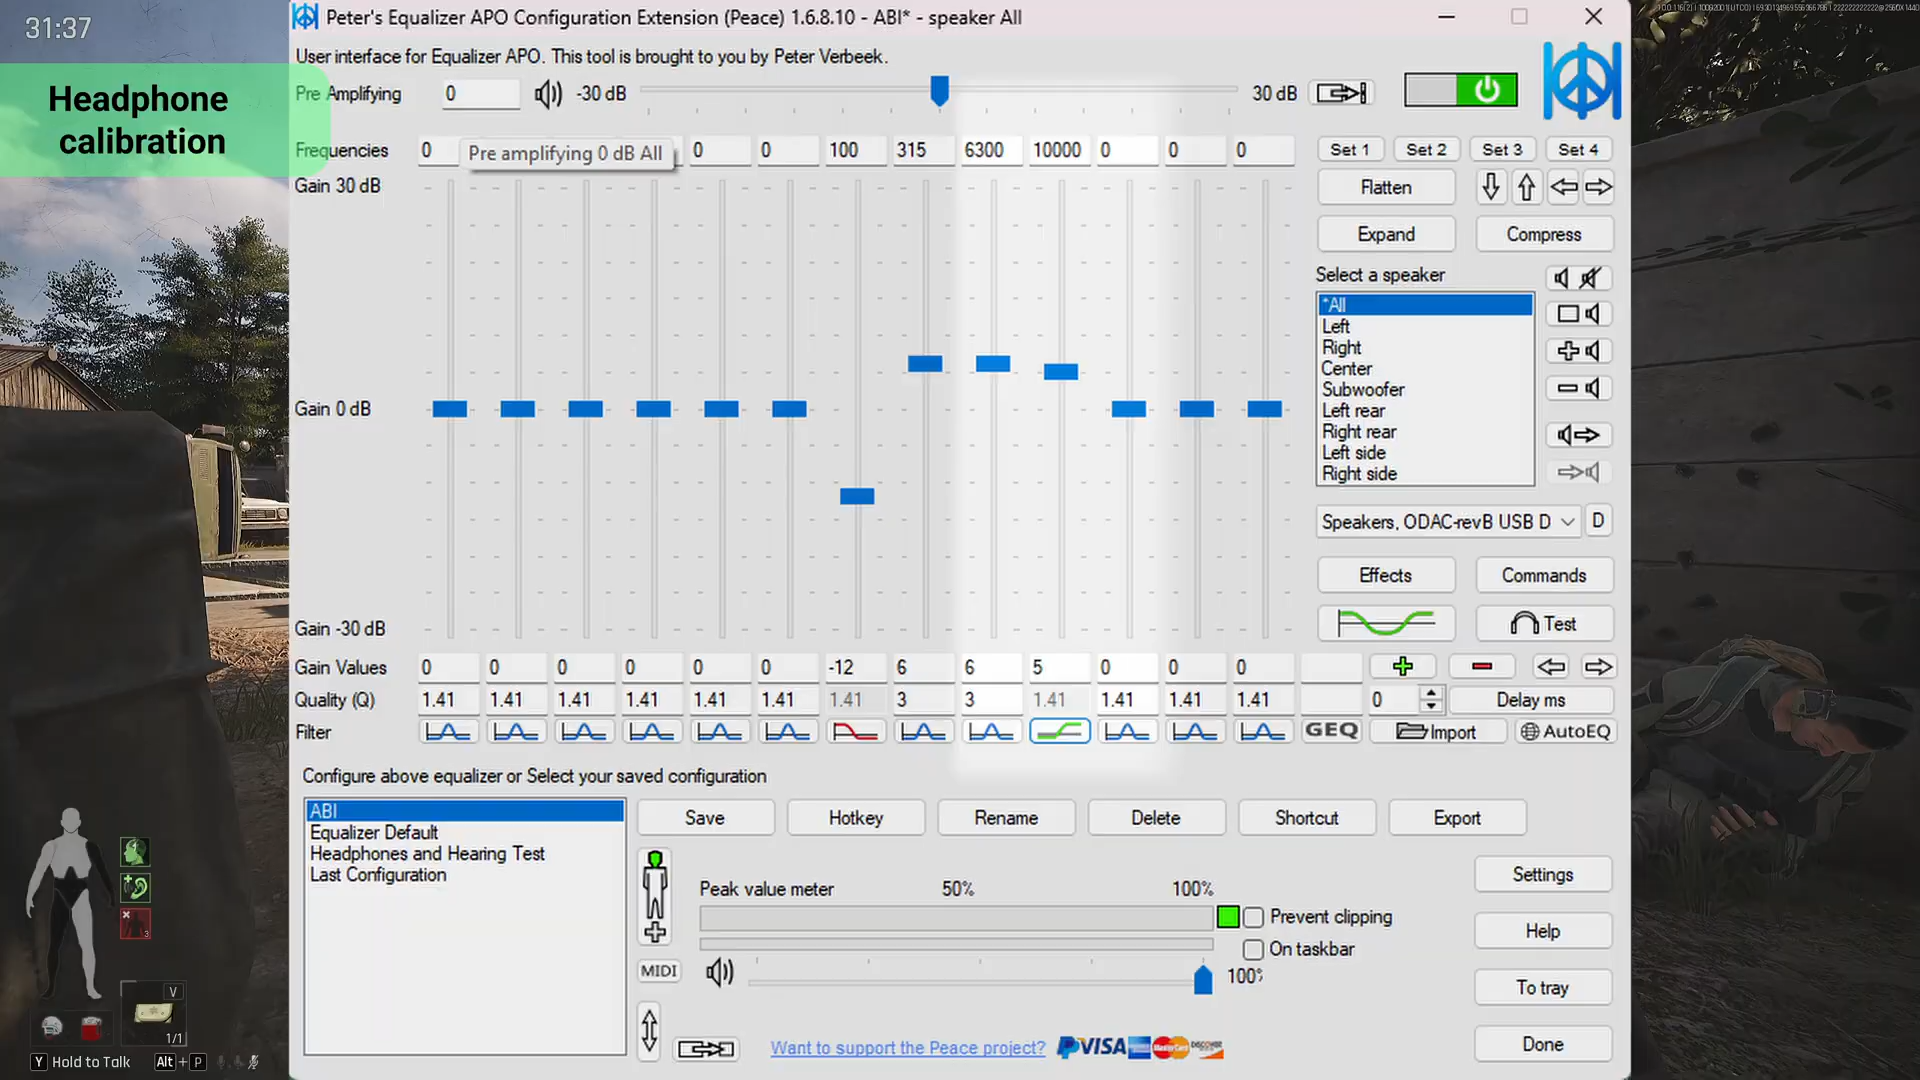 31:37
Headphone
calibration
Peter's Equalizer APO Configuration Extension (Peace) 1.6.8.10 - ABI* - speaker All
User interface for Equalizer APO. This tool is brought to you by Peter Verbeek.
Pre Amplifying 0 -30 dB 30 dB
Frequencies 0 0 0 100 315 6300 10000 0 0 0
Pre amplifying 0 dB All
Set 1 Set 2 Set 3 Set 4
Gain 30 dB
Flatten
Expand Compress
Select a speaker
*All
Left
Right
Center
Subwoofer
Left rear
Right rear
Left side
Right side
Gain 0 dB
Speakers, ODAC-revB USB D D
Effects Commands
Test
Gain -30 dB
Gain Values 0 0 0 0 0 0 -12 6 6 5 0 0 0
Quality (Q) 1.41 1.41 1.41 1.41 1.41 1.41 1.41 3 3 1.41 1.41 1.41 1.41 0 Delay ms
Filter GEQ Import AutoEQ
Configure above equalizer or Select your saved configuration
ABI
Equalizer Default
Headphones and Hearing Test
Last Configuration
Save Hotkey Rename Delete Shortcut Export
Peak value meter 50% 100%
Prevent clipping
On taskbar
MIDI
100%
Settings
Help
To tray
Done
Want to support the Peace project? PVISA
V
1/1
Y Hold to Talk Alt + P